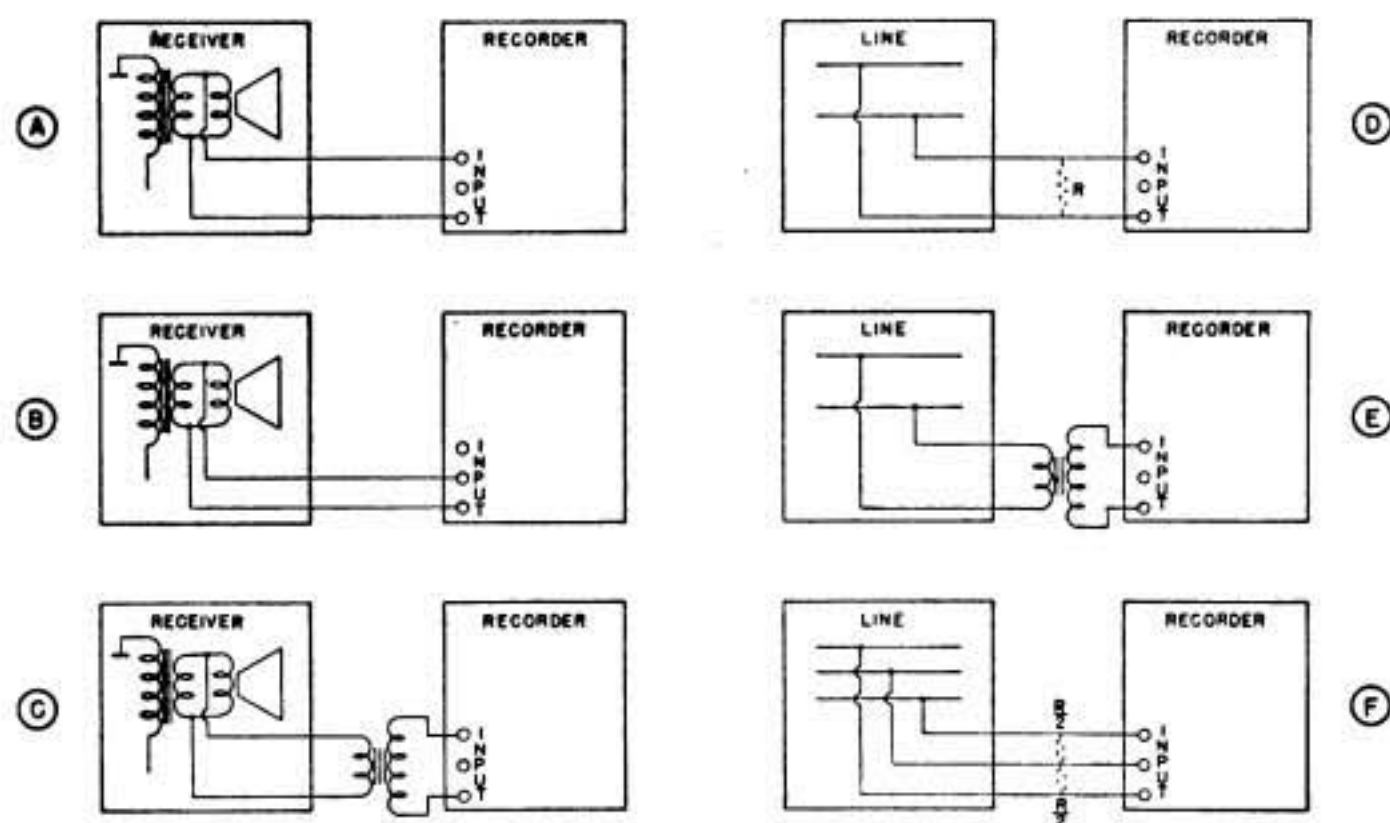 A
RECEIVER
RECORDER
INPUT
D
LINE
RECORDER
R
INPUT
B
RECEIVER
RECORDER
INPUT
E
LINE
RECORDER
INPUT
C
RECEIVER
RECORDER
INPUT
F
LINE
RECORDER
INPUT